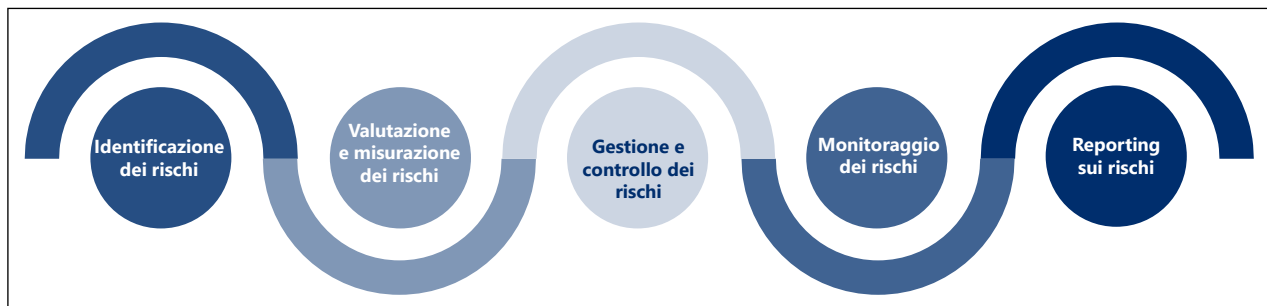 Identificazione
dei rischi
Valutazione
e misurazione
dei rischi
Gestione e
controllo dei
rischi
Monitoraggio
dei rischi
Reporting
sui rischi